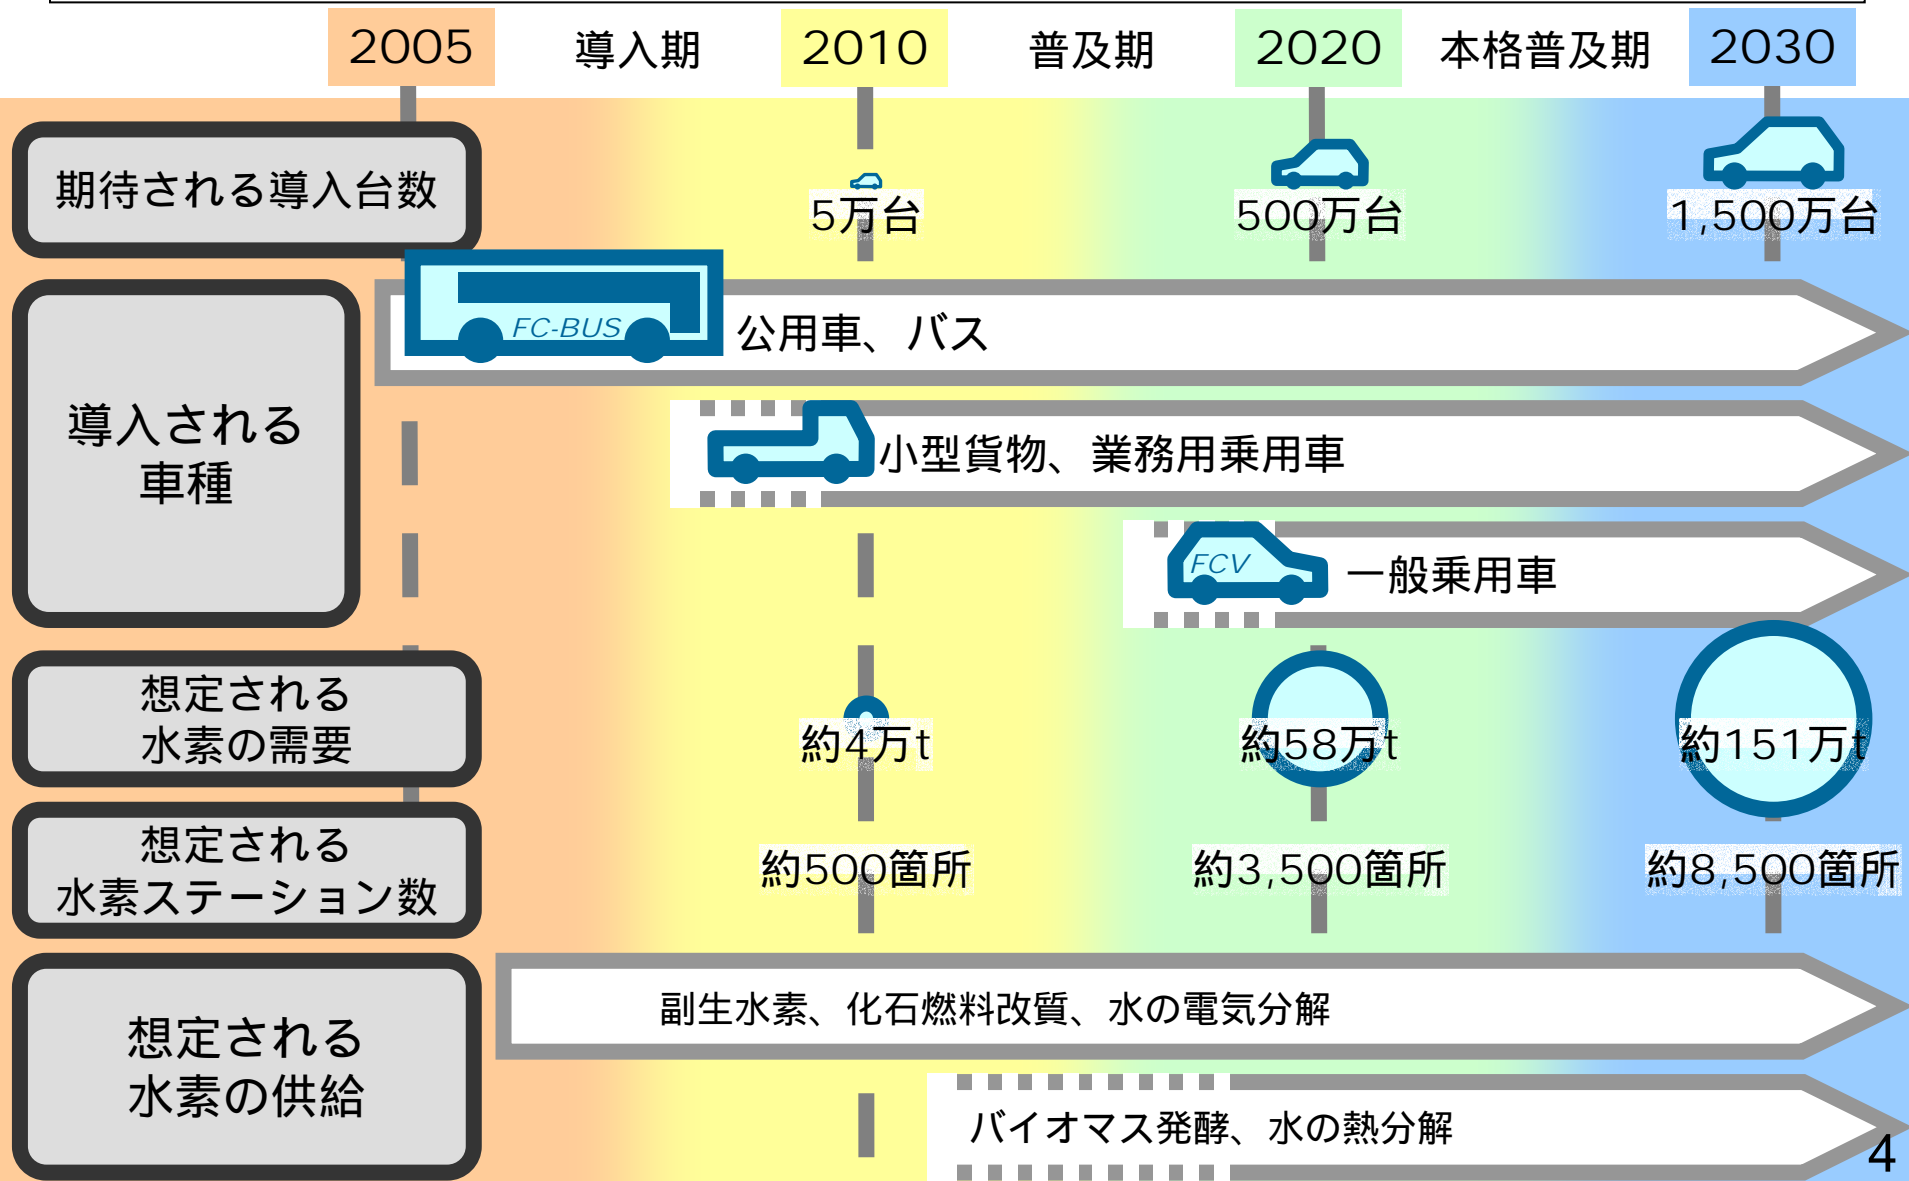 2005 導入期 2010 普及期 2020 本格普及期 2030
期待される導入台数
5万台 500万台 1,500万台
導入される
車種
FC-BUS 公用車、バス
小型貨物、業務用乗用車
FCV 一般乗用車
想定される
水素の需要
約4万t 約58万t 約151万t
想定される
水素ステーション数
約500箇所 約3,500箇所 約8,500箇所
想定される
水素の供給
副生水素、化石燃料改質、水の電気分解
バイオマス発酵、水の熱分解
4